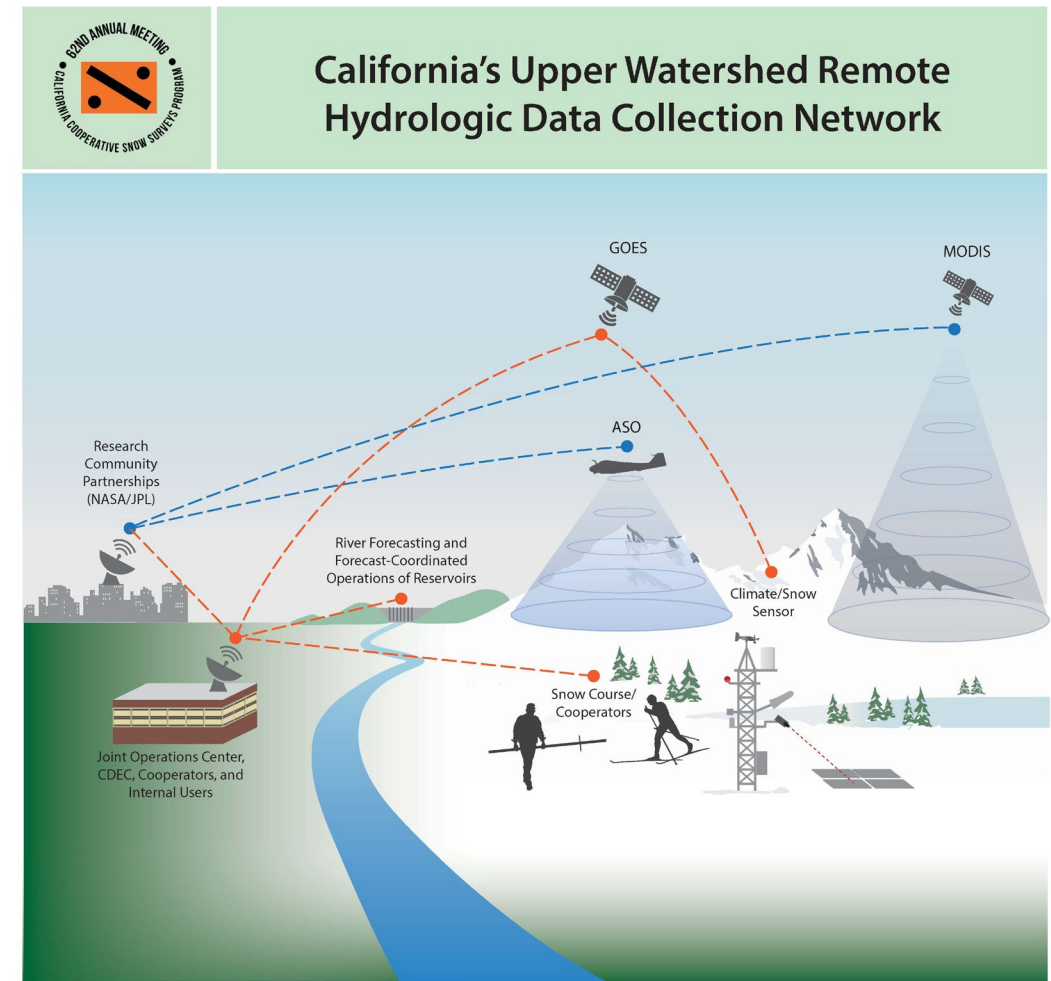 62ND ANNUAL MEETING
CALIFORNIA COOPERATIVE SNOW SURVEYS PROGRAM
California’s Upper Watershed Remote
Hydrologic Data Collection Network
GOES
MODIS
ASO
Research
Community
Partnerships
(NASA/JPL)
River Forecasting and
Forecast-Coordinated
Operations of Reservoirs
Climate/Snow
Sensor
Snow Course/
Cooperators
Joint Operations Center,
CDEC, Cooperators, and
Internal Users